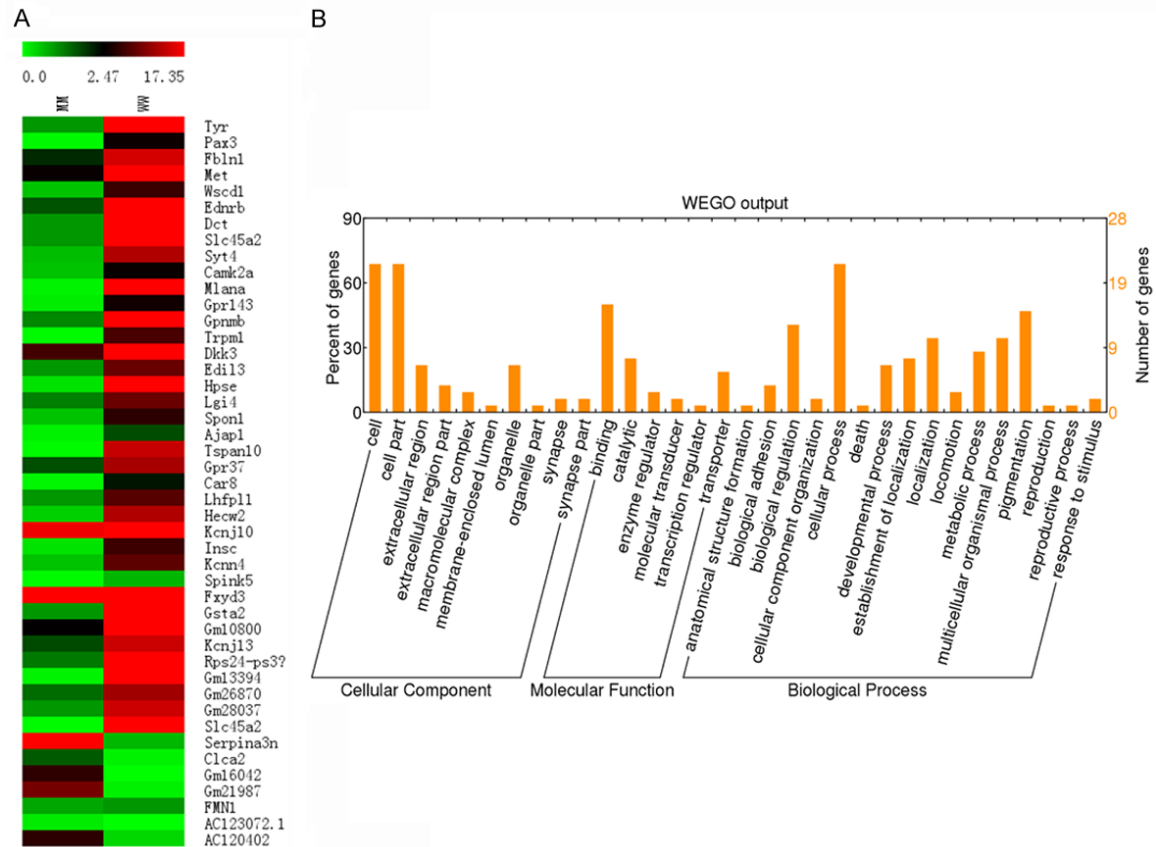 A
B
0.0 2.47 17.35
MM WW
Tyr
Pax3
Fbln1
Met
Wscd1
Ednrb
Dct
Slc45a2
Syt4
Camk2a
Mlana
Gpr143
Gpnmb
Trpm1
Dkk3
Edil3
Hpse
Lgi4
Spon1
Ajap1
Tspan10
Gpr37
Car8
Lhfpl1
Hecw2
Kcnj10
Insc
Kcnn4
Spink5
Fxyd3
Gsta2
Gm10800
Kcnj13
Rps24-ps3?
Gm13394
Gm26870
Gm28037
Slc45a2
Serpina3n
Clca2
Gm16042
Gm21987
FMN1
AC123072.1
AC120402
WEGO output
Percent of genes
90
60
30
0
28
19
9
0
Number of genes
cell
cell part
extracellular region
extracellular region part
macromolecular complex
membrane-enclosed lumen
organelle
organelle part
synapse
synapse part
binding
catalytic
enzyme regulator
molecular transducer
transcription regulator
transporter
anatomical structure formation
biological adhesion
biological regulation
cellular component organization
cellular process
death
developmental process
establishment of localization
localization
locomotion
metabolic process
multicellular organismal process
pigmentation
reproduction
reproductive process
response to stimulus
Cellular Component
Molecular Function
Biological Process